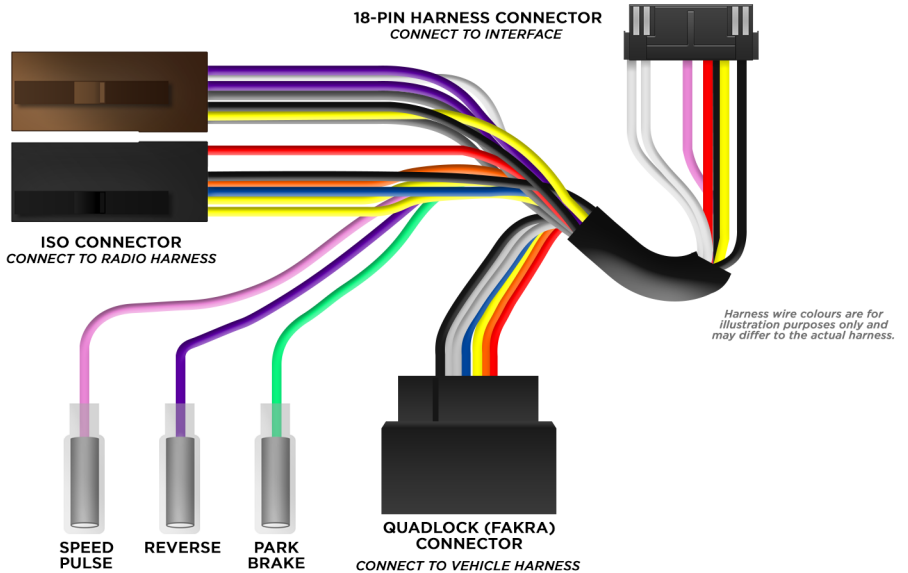 18-PIN HARNESS CONNECTOR
CONNECT TO INTERFACE
ISO CONNECTOR
CONNECT TO RADIO HARNESS
Harness wire colours are for
illustration purposes only and
may differ to the actual harness.
SPEED
PULSE
REVERSE
PARK
BRAKE
QUADLOCK (FAKRA)
CONNECTOR
CONNECT TO VEHICLE HARNESS